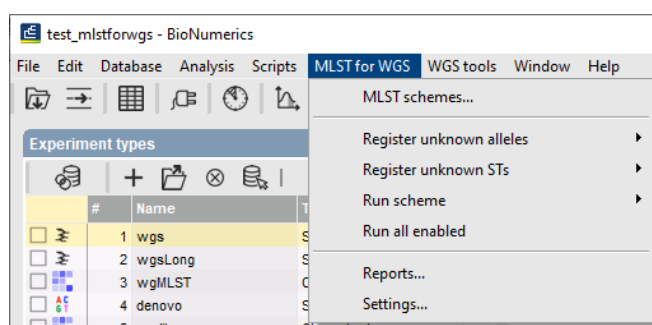 test_mlstforwgs - BioNumerics
File Edit Database Analysis Scripts MLST for WGS WGS tools Window Help
MLST schemes...
Experiment types
Register unknown alleles
Register unknown STs
Run scheme
Run all enabled
Reports...
Settings...
# Name T
1 wgs S
2 wgsLong S
3 wgMLST C
AC GT 4 denovo S